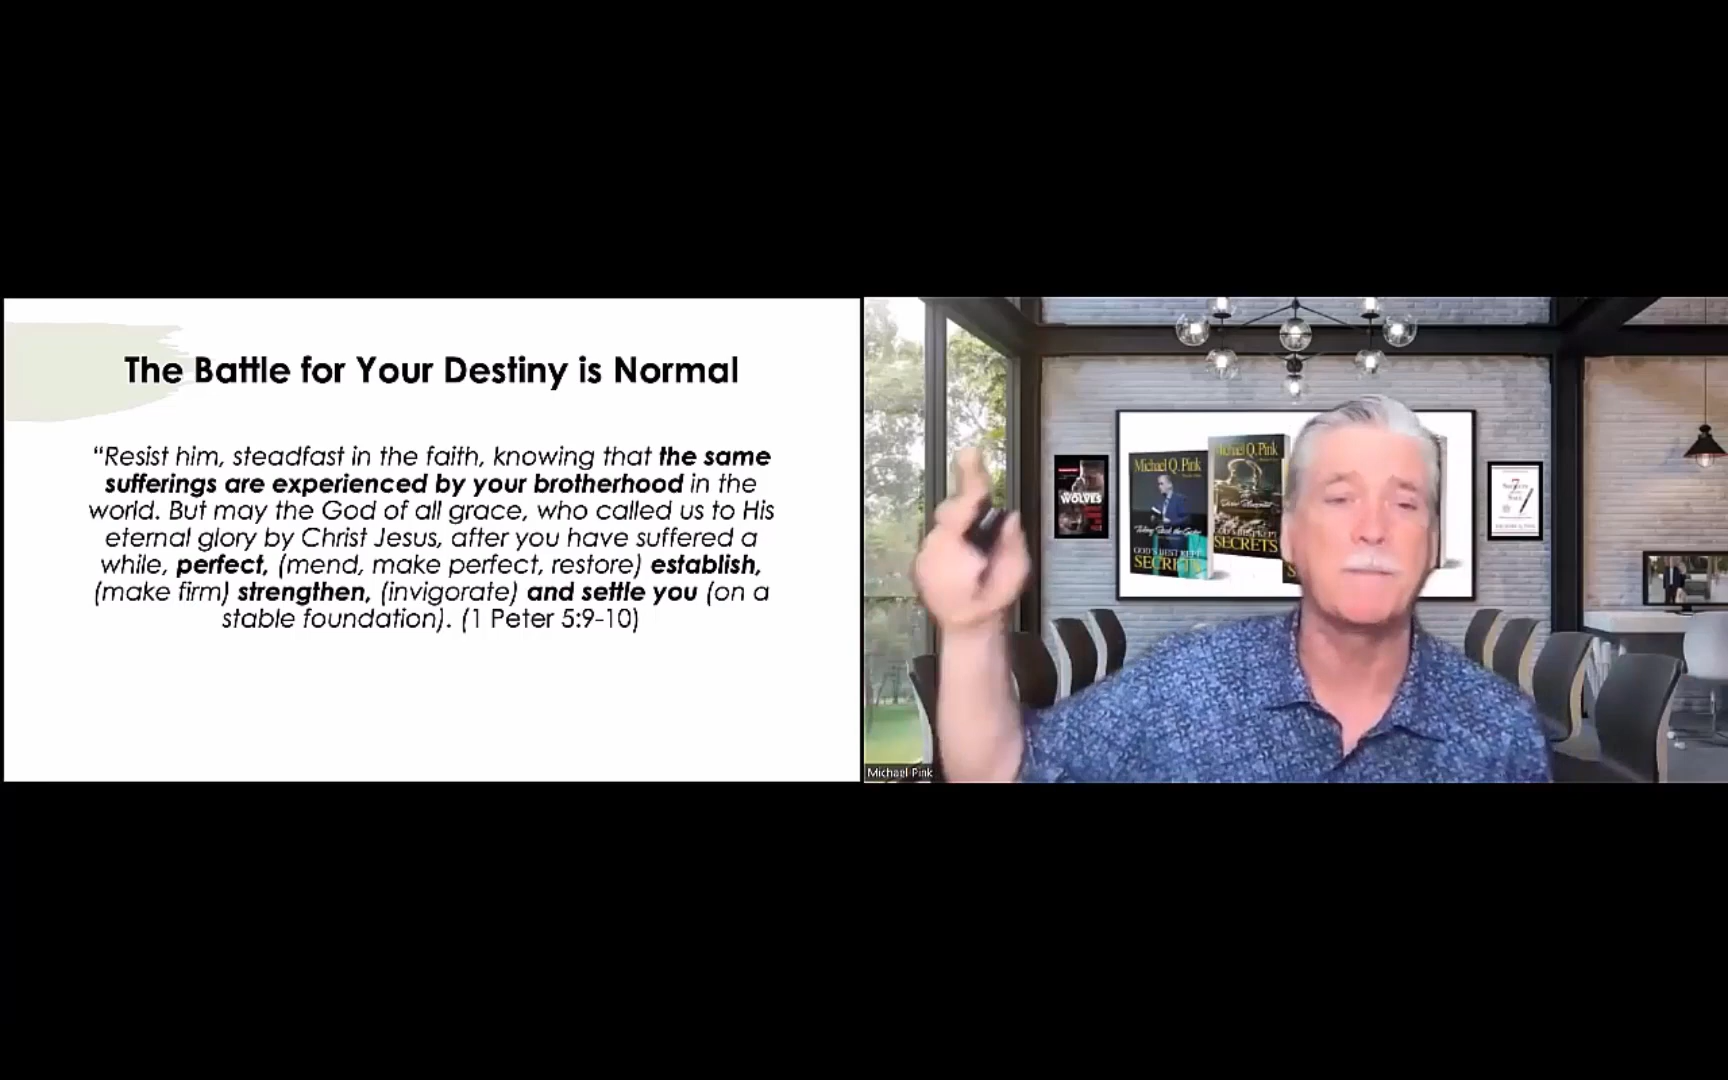 The Battle for Your Destiny is Normal
“Resist him, steadfast in the faith, knowing that the same
sufferings are experienced by your brotherhood in the
world. But may the God of all grace, who called us to His
eternal glory by Christ Jesus, after you have suffered a
while, perfect, (mend, make perfect, restore) establish,
(make firm) strengthen, (invigorate) and settle you (on a
stable foundation). (1 Peter 5:9-10)
WOLVES
Michael Q. Pink
GOD'S BEST KEPT
SECRETS
Michael Q. Pink
SECRETS
7
Michael Pink